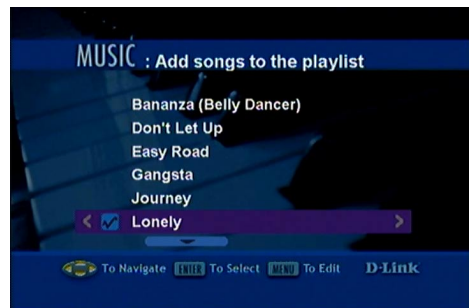 MUSIC : Add songs to the playlist
Bananza (Belly Dancer)
Don't Let Up
Easy Road
Gangsta
Journey
Lonely
To Navigate ENTER To Select MENU To Edit D-Link